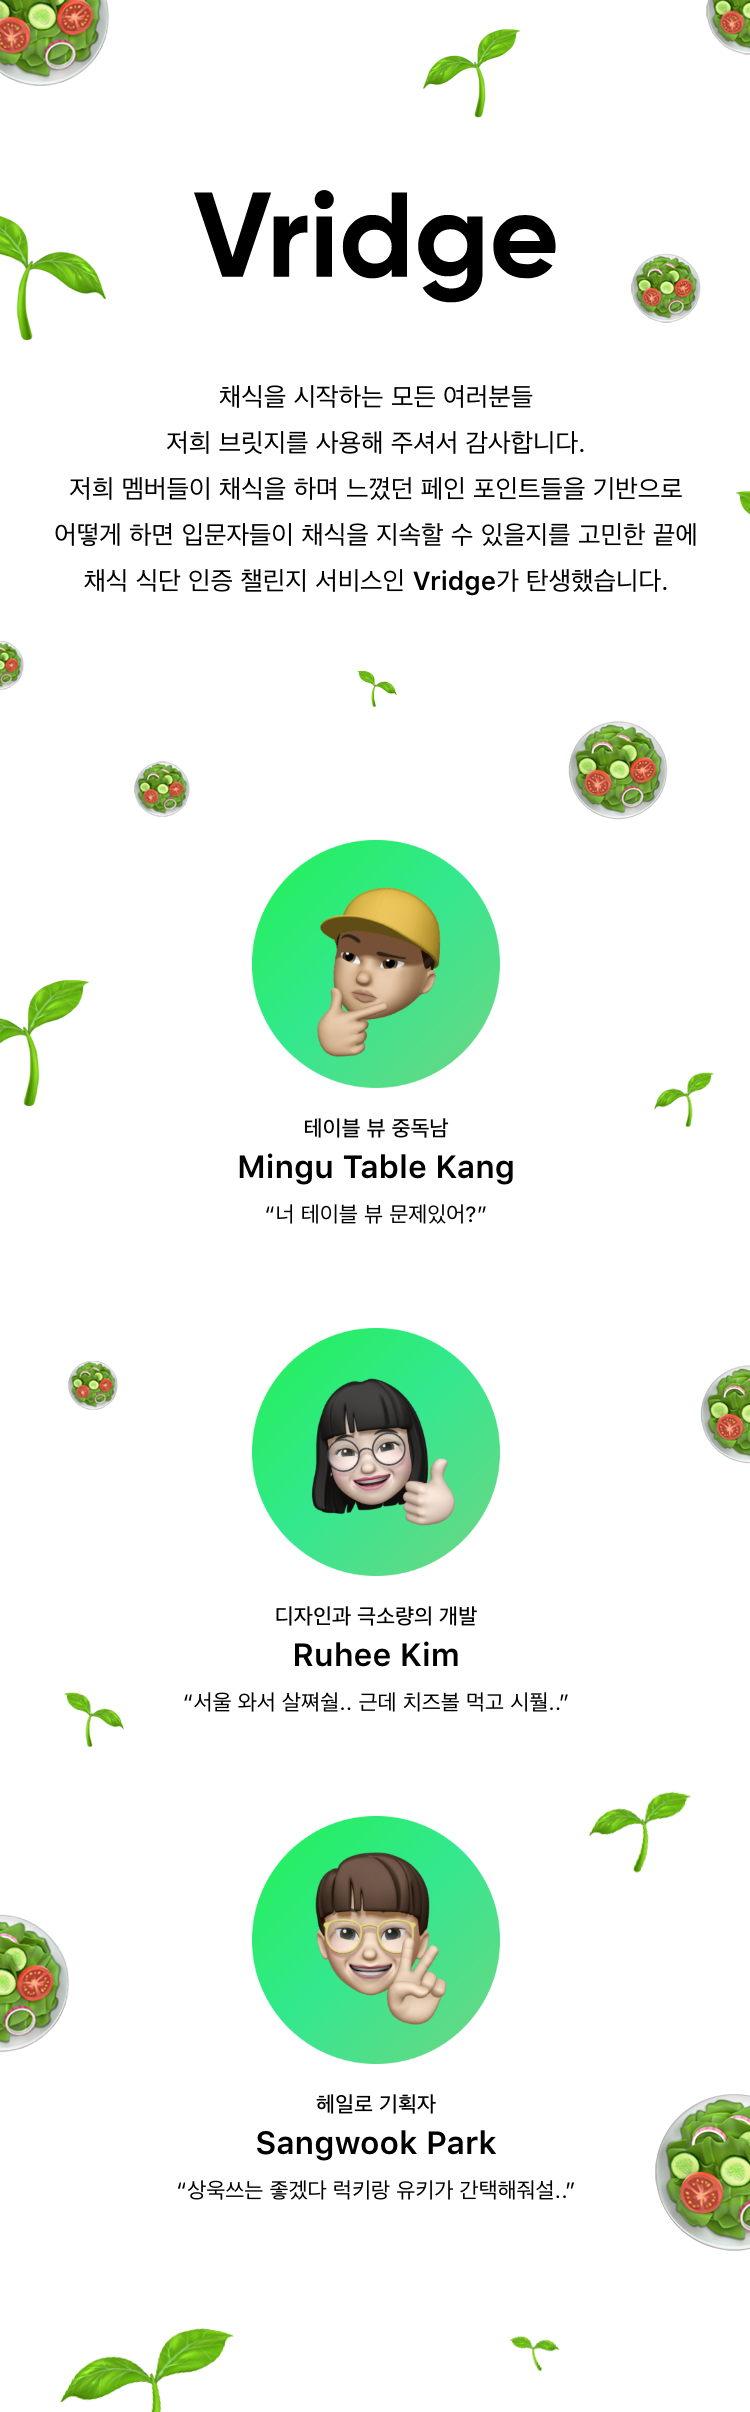 Vridge
채식을 시작하는 모든 여러분들
저희 브릿지를 사용해 주셔서 감사합니다.
저희 멤버들이 채식을 하며 느꼈던 페인 포인트들을 기반으로
어떻게 하면 입문자들이 채식을 지속할 수 있을지를 고민한 끝에
채식 식단 인증 챌린지 서비스인 Vridge가 탄생했습니다.
테이블 뷰 중독남
Mingu Table Kang
“너 테이블 뷰 문제있어?”
디자인과 극소량의 개발
Ruhee Kim
“서울 와서 살쪄쉴.. 근데 치즈볼 먹고 시풜..”
헤일로 기획자
Sangwook Park
“상욱쓰는 좋겠다 럭키랑 유키가 간택해줘설..”